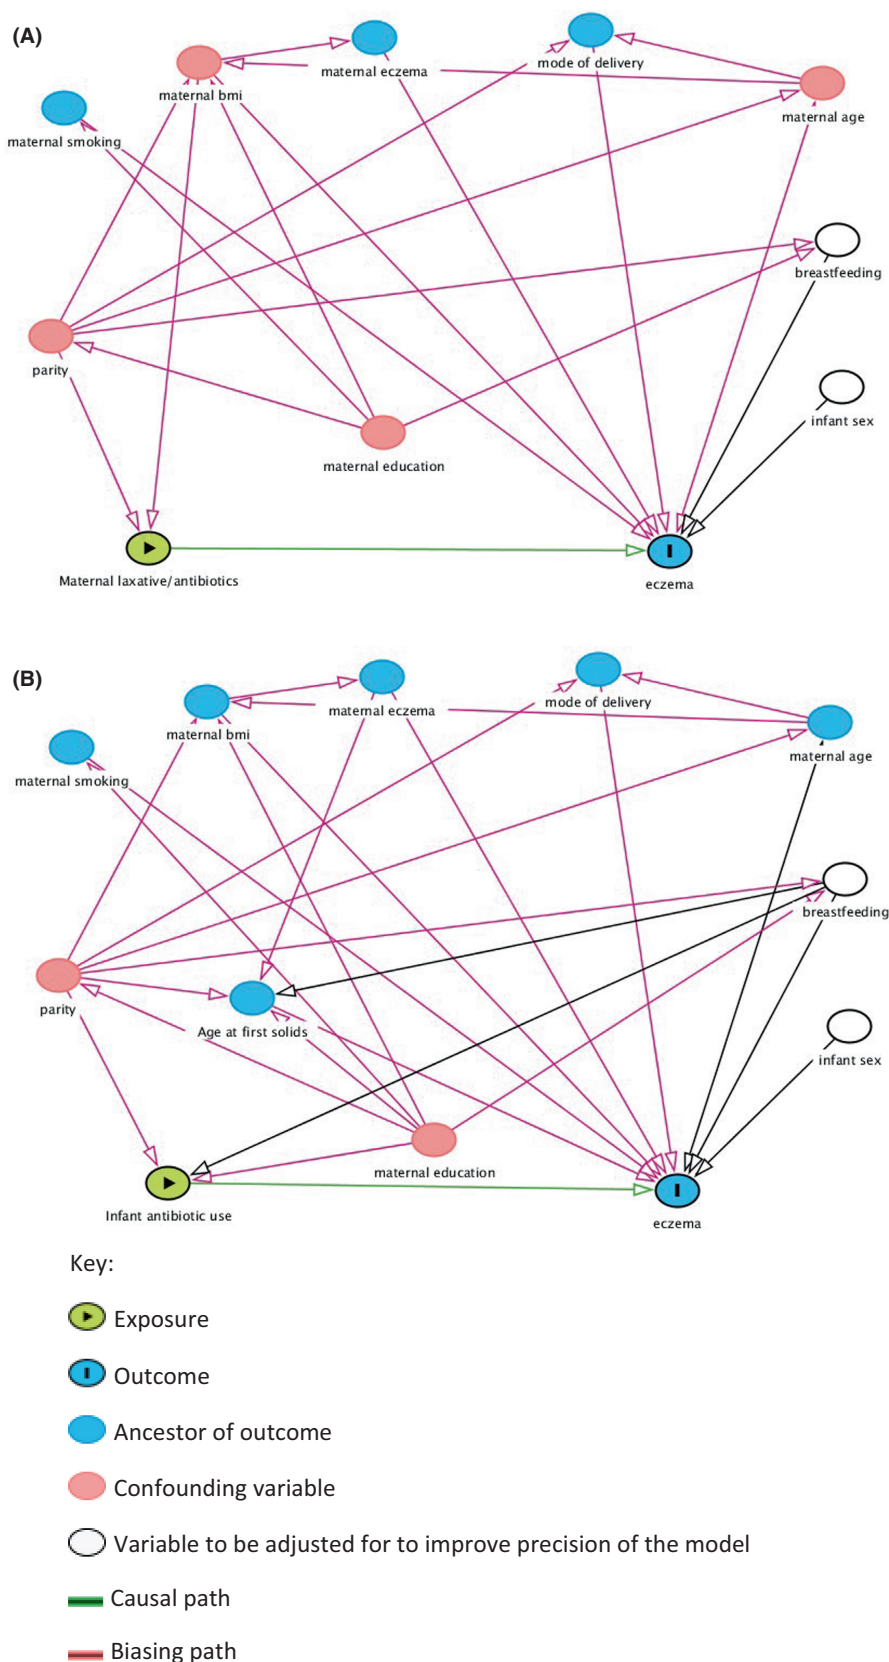 (A)
maternal eczema
mode of delivery
maternal bmi
maternal age
maternal smoking
breastfeeding
parity
infant sex
maternal education
Maternal laxative/antibiotics
eczema
(B)
maternal eczema
mode of delivery
maternal bmi
maternal age
maternal smoking
breastfeeding
parity
Age at first solids
infant sex
maternal education
Infant antibiotic use
eczema
Key:
Exposure
Outcome
Ancestor of outcome
Confounding variable
Variable to be adjusted for to improve precision of the model
Causal path
Biasing path